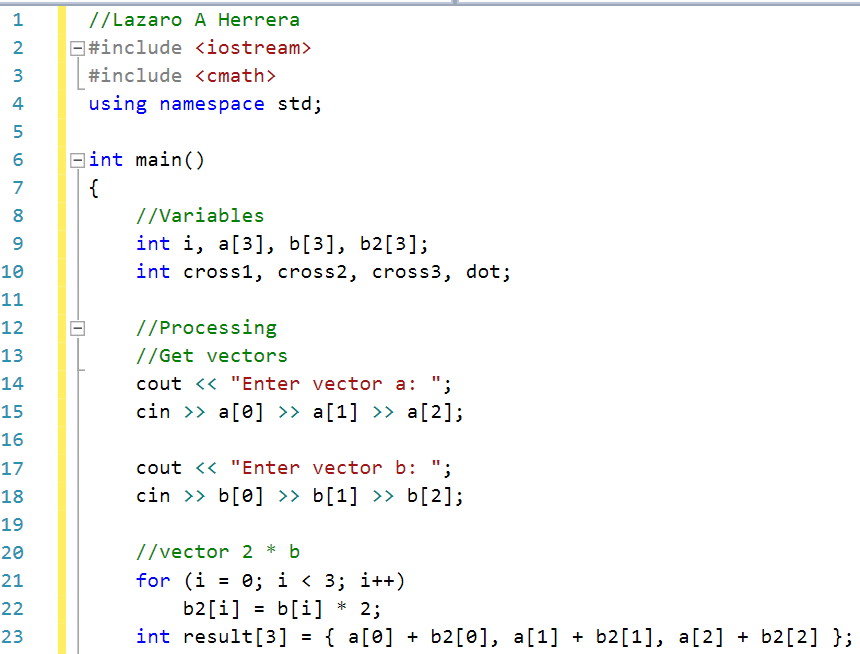 1 //Lazaro A Herrera
2 #include <iostream>
3 #include <cmath>
4 using namespace std;
5
6 int main()
7 {
8 //Variables
9 int i, a[3], b[3], b2[3];
10 int cross1, cross2, cross3, dot;
11
12 //Processing
13 //Get vectors
14 cout << "Enter vector a: ";
15 cin >> a[0] >> a[1] >> a[2];
16
17 cout << "Enter vector b: ";
18 cin >> b[0] >> b[1] >> b[2];
19
20 //vector 2 * b
21 for (i = 0; i < 3; i++)
22 b2[i] = b[i] * 2;
23 int result[3] = { a[0] + b2[0], a[1] + b2[1], a[2] + b2[2] };